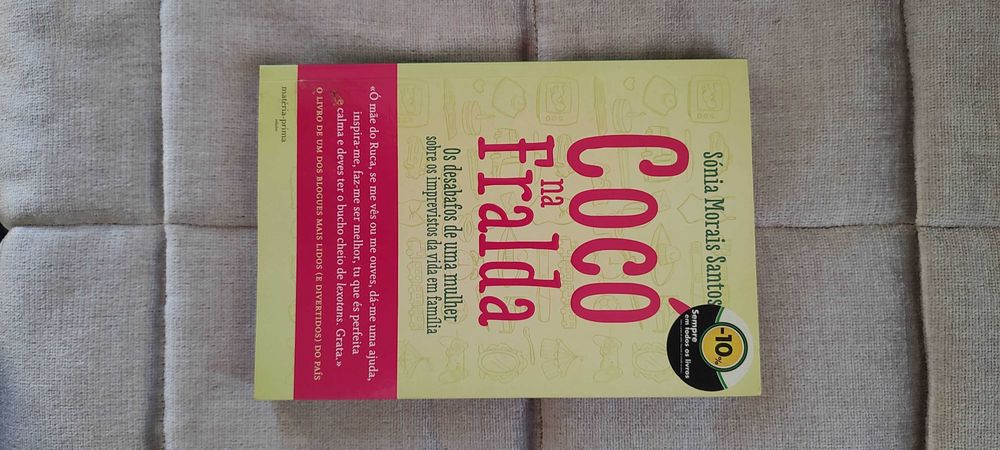 Sónia Morais Santos
-10%
Sempre
em todos os livros
Cocó
na
Fralda
Os desabafos de uma mulher
sobre os imprevistos da vida em família
«Ó mãe do Ruca, se me vês ou me ouves, dá-me uma ajuda,
inspira-me, faz-me ser melhor, tu que és perfeita
e calma e deves ter o bucho cheio de lexotans. Grata.»
O LIVRO DE UM DOS BLOGUES MAIS LIDOS (E DIVERTIDOS) DO PAÍS
matéria-prima